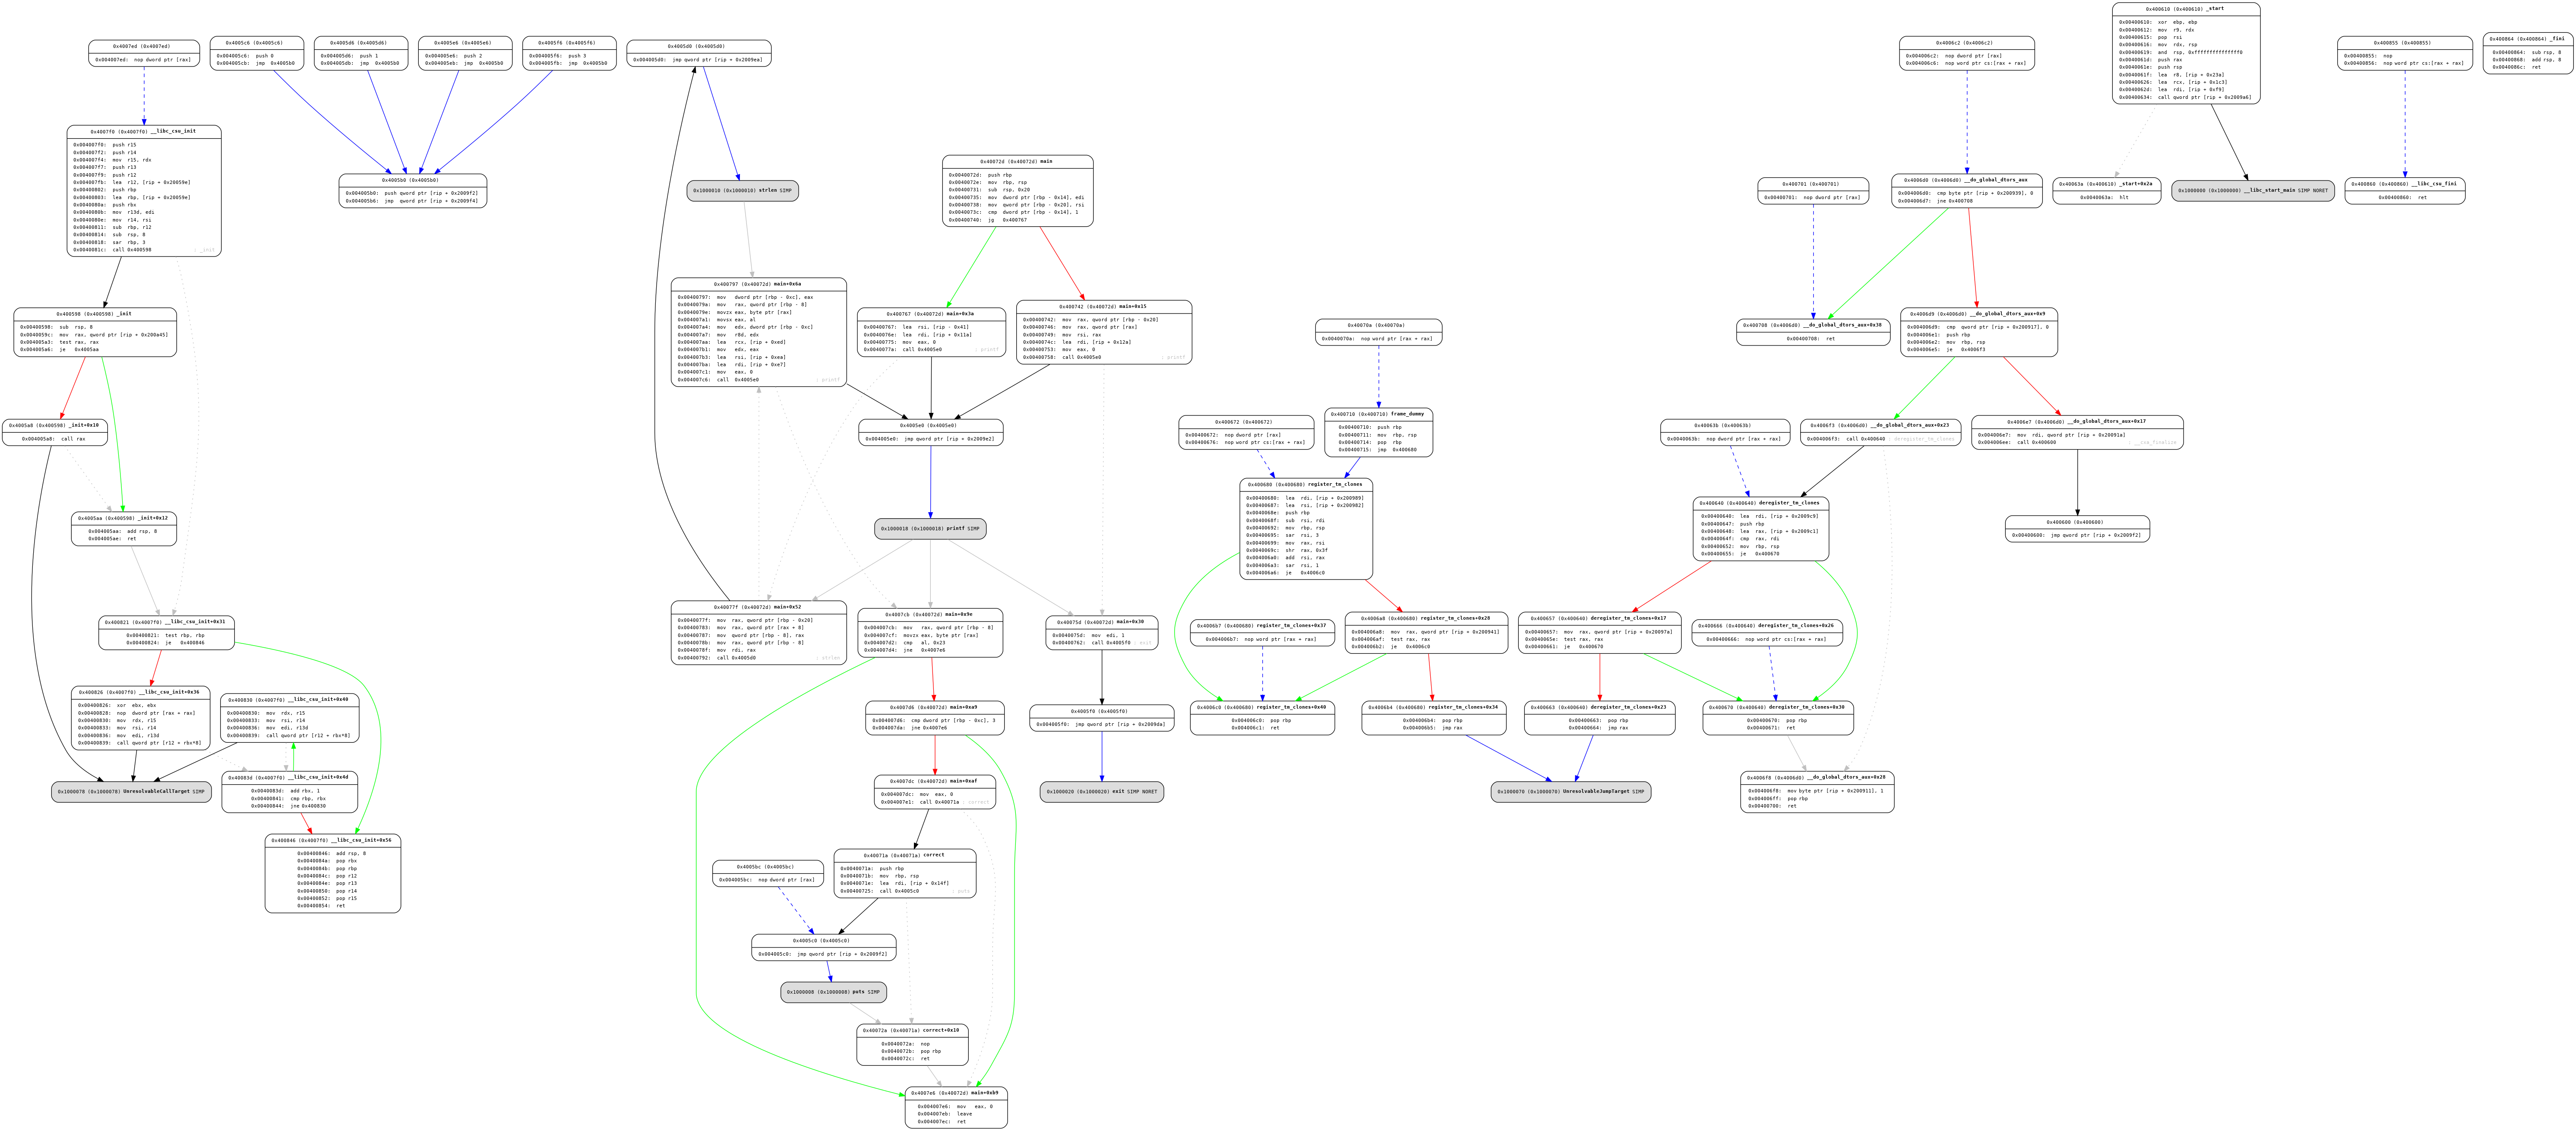 0x4007ed (0x4007ed)
0x004007ed: nop dword ptr [rax]
0x4005c6 (0x4005c6)
0x004005c6: push 0
0x004005cb: jmp 0x4005b0
0x4005d6 (0x4005d6)
0x004005d6: push 1
0x004005db: jmp 0x4005b0
0x4005e6 (0x4005e6)
0x004005e6: push 2
0x004005eb: jmp 0x4005b0
0x4005f6 (0x4005f6)
0x004005f6: push 3
0x004005fb: jmp 0x4005b0
0x4005b0 (0x4005b0)
0x004005b0: push qword ptr [rip + 0x2009f2]
0x004005b6: jmp qword ptr [rip + 0x2009f4]
0x4007f0 (0x4007f0) __libc_csu_init
0x004007f0: push r15
0x004007f2: push r14
0x004007f4: mov r15, rdx
0x004007f7: push r13
0x004007f9: push r12
0x004007fb: lea r12, [rip + 0x20059e]
0x00400802: push rbp
0x00400803: lea rbp, [rip + 0x20059e]
0x0040080a: push rbx
0x0040080b: mov r13d, edi
0x0040080e: mov r14, rsi
0x00400811: sub rbp, r12
0x00400814: sub rsp, 8
0x00400818: sar rbp, 3
0x0040081c: call 0x400598 ; _init
0x400598 (0x400598) _init
0x00400598: sub rsp, 8
0x0040059c: mov rax, qword ptr [rip + 0x200a45]
0x004005a3: test rax, rax
0x004005a6: je 0x4005aa
0x4005a8 (0x400598) _init+0x10
0x004005a8: call rax
0x4005aa (0x400598) _init+0x12
0x004005aa: add rsp, 8
0x004005ae: ret
0x400821 (0x4007f0) __libc_csu_init+0x31
0x00400821: test rbp, rbp
0x00400824: je 0x400846
0x400826 (0x4007f0) __libc_csu_init+0x36
0x00400826: xor ebx, ebx
0x00400828: nop dword ptr [rax + rax]
0x00400830: mov rdx, r15
0x00400833: mov rsi, r14
0x00400836: mov edi, r13d
0x00400839: call qword ptr [r12 + rbx*8]
0x400830 (0x4007f0) __libc_csu_init+0x40
0x00400830: mov rdx, r15
0x00400833: mov rsi, r14
0x00400836: mov edi, r13d
0x00400839: call qword ptr [r12 + rbx*8]
0x1000078 (0x1000078) UnresolvableCallTarget SIMP
0x40083d (0x4007f0) __libc_csu_init+0x4d
0x0040083d: add rbx, 1
0x00400841: cmp rbp, rbx
0x00400844: jne 0x400830
0x400846 (0x4007f0) __libc_csu_init+0x56
0x00400846: add rsp, 8
0x0040084a: pop rbx
0x0040084b: pop rbp
0x0040084c: pop r12
0x0040084e: pop r13
0x00400850: pop r14
0x00400852: pop r15
0x00400854: ret
0x4005d0 (0x4005d0)
0x004005d0: jmp qword ptr [rip + 0x2009ea]
0x1000010 (0x1000010) strlen SIMP
0x40072d (0x40072d) main
0x0040072d: push rbp
0x0040072e: mov rbp, rsp
0x00400731: sub rsp, 0x20
0x00400735: mov dword ptr [rbp - 0x14], edi
0x00400738: mov qword ptr [rbp - 0x20], rsi
0x0040073c: cmp dword ptr [rbp - 0x14], 1
0x00400740: jg 0x400767
0x400797 (0x40072d) main+0x6a
0x00400797: mov dword ptr [rbp - 0xc], eax
0x0040079a: mov rax, qword ptr [rbp - 8]
0x0040079e: movzx eax, byte ptr [rax]
0x004007a1: movsx eax, al
0x004007a4: mov edx, dword ptr [rbp - 0xc]
0x004007a7: mov r8d, edx
0x004007aa: lea rcx, [rip + 0xed]
0x004007b1: mov edx, eax
0x004007b3: lea rsi, [rip + 0xea]
0x004007ba: lea rdi, [rip + 0xe7]
0x004007c1: mov eax, 0
0x004007c6: call 0x4005e0 ; printf
0x400767 (0x40072d) main+0x3a
0x00400767: lea rsi, [rip - 0x41]
0x0040076e: lea rdi, [rip + 0x11a]
0x00400775: mov eax, 0
0x0040077a: call 0x4005e0 ; printf
0x400742 (0x40072d) main+0x15
0x00400742: mov rax, qword ptr [rbp - 0x20]
0x00400746: mov rax, qword ptr [rax]
0x00400749: mov rsi, rax
0x0040074c: lea rdi, [rip + 0x12a]
0x00400753: mov eax, 0
0x00400758: call 0x4005e0 ; printf
0x4005e0 (0x4005e0)
0x004005e0: jmp qword ptr [rip + 0x2009e2]
0x1000018 (0x1000018) printf SIMP
0x40077f (0x40072d) main+0x52
0x0040077f: mov rax, qword ptr [rbp - 0x20]
0x00400783: mov rax, qword ptr [rax + 8]
0x00400787: mov qword ptr [rbp - 8], rax
0x0040078b: mov rax, qword ptr [rbp - 8]
0x0040078f: mov rdi, rax
0x00400792: call 0x4005d0 ; strlen
0x4007cb (0x40072d) main+0x9e
0x004007cb: mov rax, qword ptr [rbp - 8]
0x004007cf: movzx eax, byte ptr [rax]
0x004007d2: cmp al, 0x23
0x004007d4: jne 0x4007e6
0x40075d (0x40072d) main+0x30
0x0040075d: mov edi, 1
0x00400762: call 0x4005f0 ; exit
0x4007d6 (0x40072d) main+0xa9
0x004007d6: cmp dword ptr [rbp - 0xc], 3
0x004007da: jne 0x4007e6
0x4005f0 (0x4005f0)
0x004005f0: jmp qword ptr [rip + 0x2009da]
0x4007dc (0x40072d) main+0xaf
0x004007dc: mov eax, 0
0x004007e1: call 0x40071a ; correct
0x1000020 (0x1000020) exit SIMP NORET
0x40071a (0x40071a) correct
0x0040071a: push rbp
0x0040071b: mov rbp, rsp
0x0040071e: lea rdi, [rip + 0x14f]
0x00400725: call 0x4005c0 ; puts
0x4005bc (0x4005bc)
0x004005bc: nop dword ptr [rax]
0x4005c0 (0x4005c0)
0x004005c0: jmp qword ptr [rip + 0x2009f2]
0x1000008 (0x1000008) puts SIMP
0x40072a (0x40071a) correct+0x10
0x0040072a: nop
0x0040072b: pop rbp
0x0040072c: ret
0x4007e6 (0x40072d) main+0xb9
0x004007e6: mov eax, 0
0x004007eb: leave
0x004007ec: ret
0x40070a (0x40070a)
0x0040070a: nop word ptr [rax + rax]
0x400672 (0x400672)
0x00400672: nop dword ptr [rax]
0x00400676: nop word ptr cs:[rax + rax]
0x400710 (0x400710) frame_dummy
0x00400710: push rbp
0x00400711: mov rbp, rsp
0x00400714: pop rbp
0x00400715: jmp 0x400680
0x400680 (0x400680) register_tm_clones
0x00400680: lea rdi, [rip + 0x200989]
0x00400687: lea rsi, [rip + 0x200982]
0x0040068e: push rbp
0x0040068f: sub rsi, rdi
0x00400692: mov rbp, rsp
0x00400695: sar rsi, 3
0x00400699: mov rax, rsi
0x0040069c: shr rax, 0x3f
0x004006a0: add rsi, rax
0x004006a3: sar rsi, 1
0x004006a6: je 0x4006c0
0x4006b7 (0x400680) register_tm_clones+0x37
0x004006b7: nop word ptr [rax + rax]
0x4006a8 (0x400680) register_tm_clones+0x28
0x004006a8: mov rax, qword ptr [rip + 0x200941]
0x004006af: test rax, rax
0x004006b2: je 0x4006c0
0x4006c0 (0x400680) register_tm_clones+0x40
0x004006c0: pop rbp
0x004006c1: ret
0x4006b4 (0x400680) register_tm_clones+0x34
0x004006b4: pop rbp
0x004006b5: jmp rax
0x1000070 (0x1000070) UnresolvableJumpTarget SIMP
0x4006c2 (0x4006c2)
0x004006c2: nop dword ptr [rax]
0x004006c6: nop word ptr cs:[rax + rax]
0x400701 (0x400701)
0x00400701: nop dword ptr [rax]
0x4006d0 (0x4006d0) __do_global_dtors_aux
0x004006d0: cmp byte ptr [rip + 0x200939], 0
0x004006d7: jne 0x400708
0x400708 (0x4006d0) __do_global_dtors_aux+0x38
0x00400708: ret
0x4006d9 (0x4006d0) __do_global_dtors_aux+0x9
0x004006d9: cmp qword ptr [rip + 0x200917], 0
0x004006e1: push rbp
0x004006e2: mov rbp, rsp
0x004006e5: je 0x4006f3
0x40063b (0x40063b)
0x0040063b: nop dword ptr [rax + rax]
0x4006f3 (0x4006d0) __do_global_dtors_aux+0x23
0x004006f3: call 0x400640 ; deregister_tm_clones
0x4006e7 (0x4006d0) __do_global_dtors_aux+0x17
0x004006e7: mov rdi, qword ptr [rip + 0x20091a]
0x004006ee: call 0x400600 ; __cxa_finalize
0x400640 (0x400640) deregister_tm_clones
0x00400640: lea rdi, [rip + 0x2009c9]
0x00400647: push rbp
0x00400648: lea rax, [rip + 0x2009c1]
0x0040064f: cmp rax, rdi
0x00400652: mov rbp, rsp
0x00400655: je 0x400670
0x400600 (0x400600)
0x00400600: jmp qword ptr [rip + 0x2009f2]
0x400657 (0x400640) deregister_tm_clones+0x17
0x00400657: mov rax, qword ptr [rip + 0x20097a]
0x0040065e: test rax, rax
0x00400661: je 0x400670
0x400666 (0x400640) deregister_tm_clones+0x26
0x00400666: nop word ptr cs:[rax + rax]
0x400663 (0x400640) deregister_tm_clones+0x23
0x00400663: pop rbp
0x00400664: jmp rax
0x400670 (0x400640) deregister_tm_clones+0x30
0x00400670: pop rbp
0x00400671: ret
0x4006f8 (0x4006d0) __do_global_dtors_aux+0x28
0x004006f8: mov byte ptr [rip + 0x200911], 1
0x004006ff: pop rbp
0x00400700: ret
0x400610 (0x400610) _start
0x00400610: xor ebp, ebp
0x00400612: mov r9, rdx
0x00400615: pop rsi
0x00400616: mov rdx, rsp
0x00400619: and rsp, 0xfffffffffffffff0
0x0040061d: push rax
0x0040061e: push rsp
0x0040061f: lea r8, [rip + 0x23a]
0x00400626: lea rcx, [rip + 0x1c3]
0x0040062d: lea rdi, [rip + 0xf9]
0x00400634: call qword ptr [rip + 0x2009a6]
0x40063a (0x400610) _start+0x2a
0x0040063a: hlt
0x1000080 (0x1000080) __libc_start_main SIMP NORET
0x400855 (0x400855)
0x00400855: nop
0x00400856: nop word ptr cs:[rax + rax]
0x400860 (0x400860) __libc_csu_fini
0x00400860: ret
0x400864 (0x400864) _fini
0x00400864: sub rsp, 8
0x00400868: add rsp, 8
0x0040086c: ret